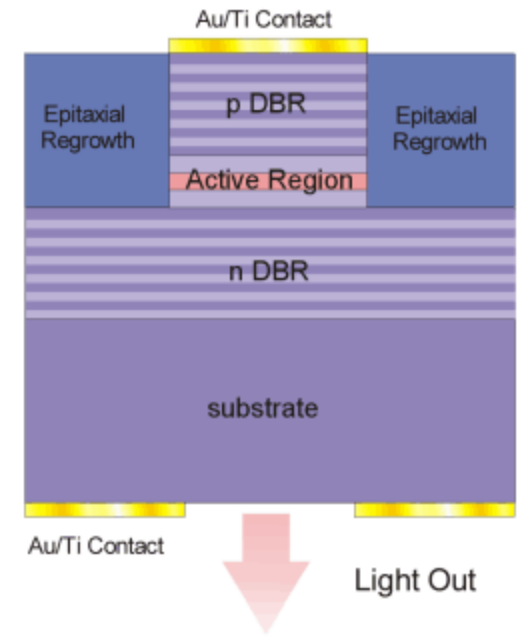 Au/Ti Contact
p DBR
Epitaxial
Regrowth
Epitaxial
Regrowth
Active Region
n DBR
substrate
Au/Ti Contact
Light Out